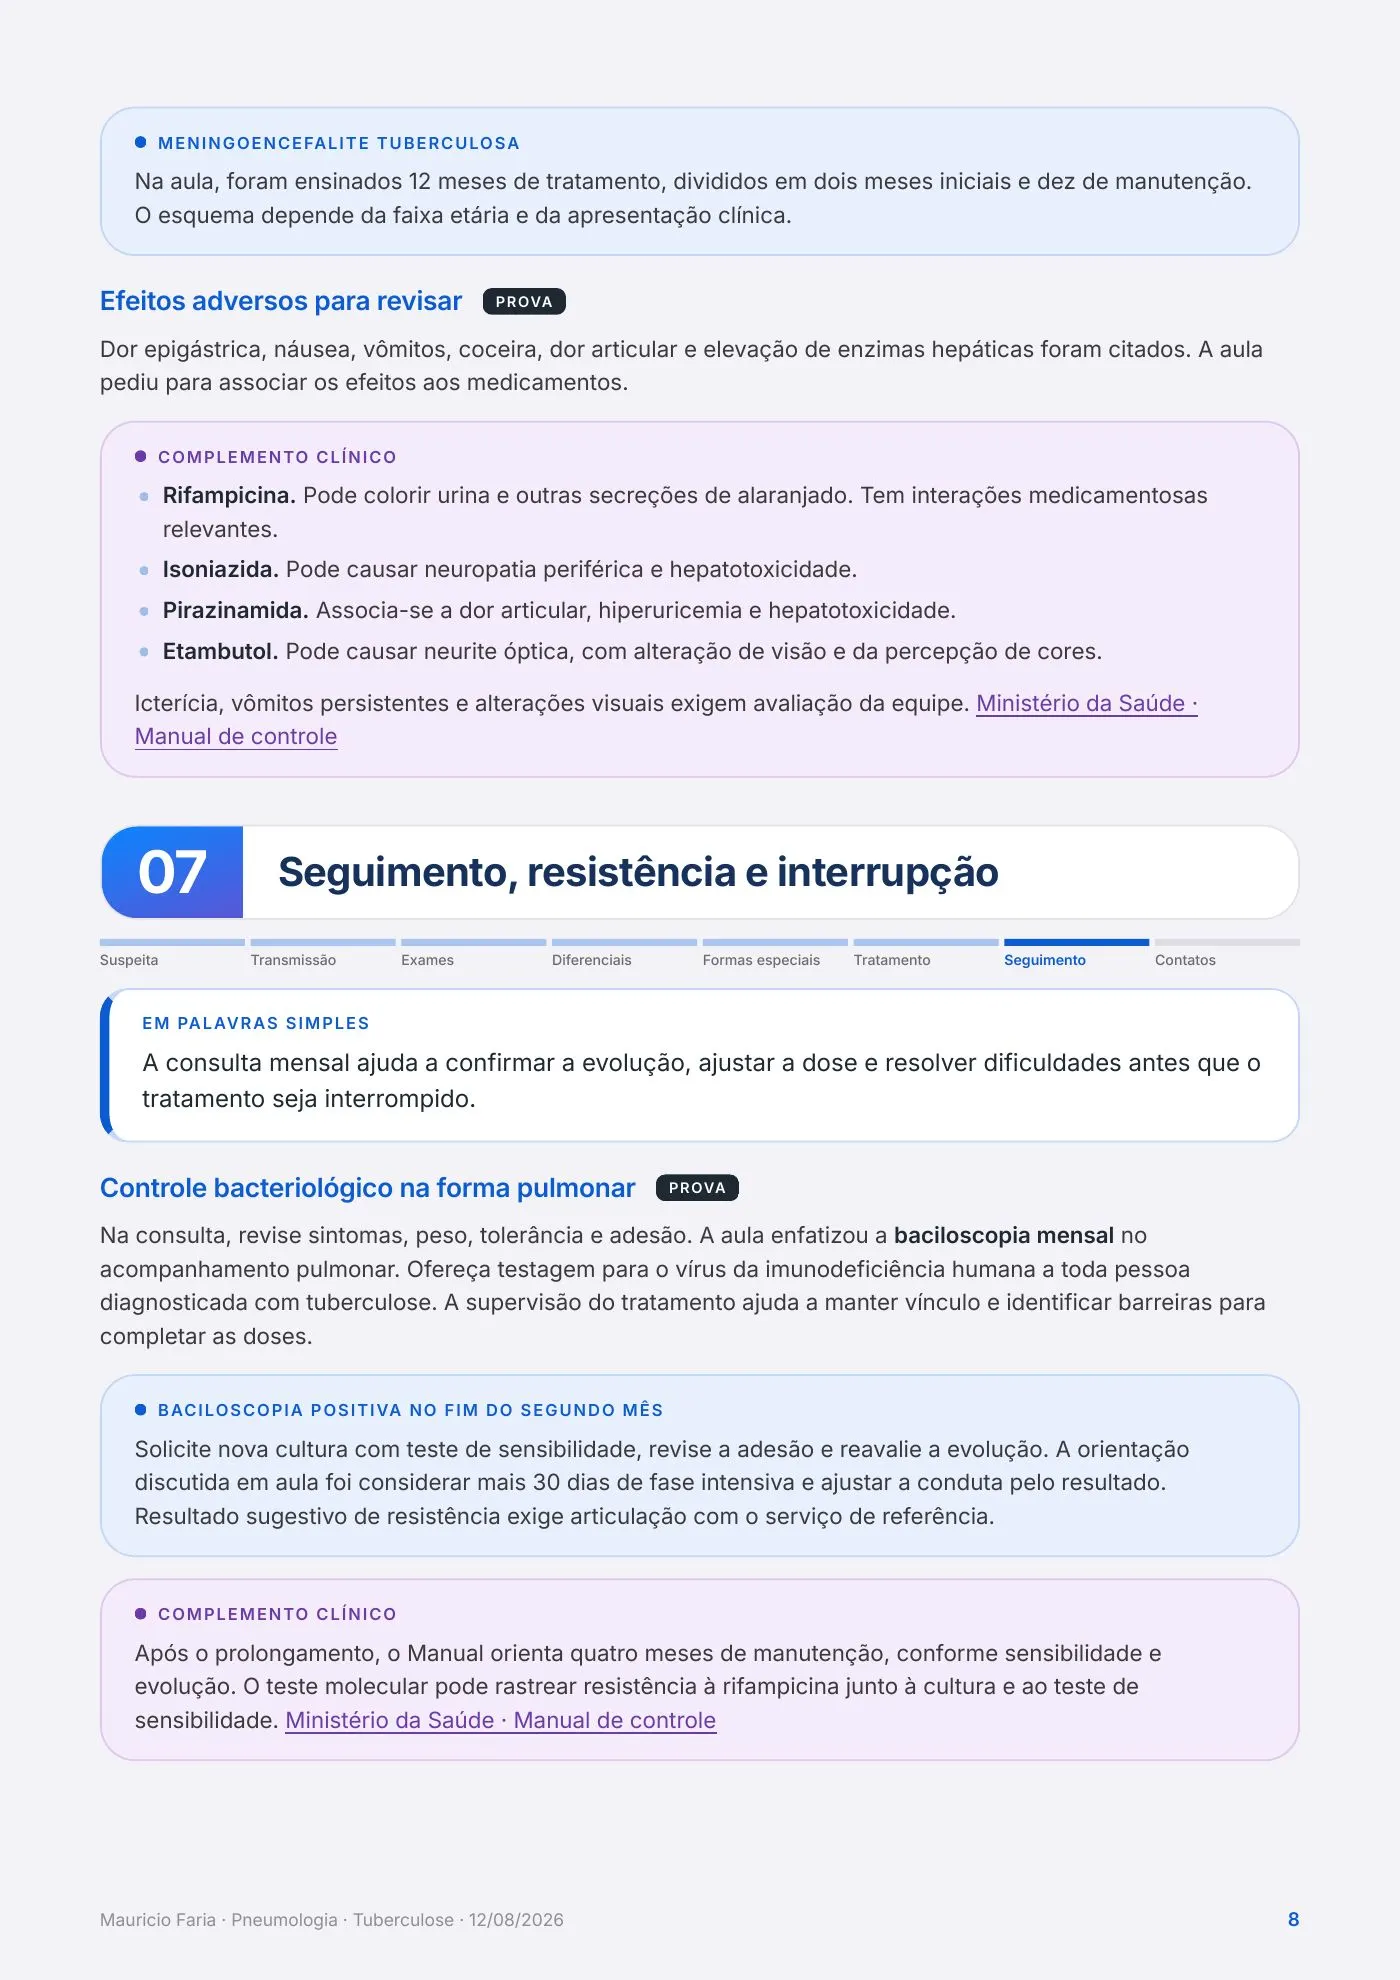 MENINGOENCEFALITE TUBERCULOSA
Na aula, foram ensinados 12 meses de tratamento, divididos em dois meses iniciais e dez de manutenção.
O esquema depende da faixa etária e da apresentação clínica.
Efeitos adversos para revisar PROVA
Dor epigástrica, náusea, vômitos, coceira, dor articular e elevação de enzimas hepáticas foram citados. A aula
pediu para associar os efeitos aos medicamentos.
COMPLEMENTO CLÍNICO
Rifampicina. Pode colorir urina e outras secreções de alaranjado. Tem interações medicamentosas
relevantes.
Isoniazida. Pode causar neuropatia periférica e hepatotoxicidade.
Pirazinamida. Associa-se a dor articular, hiperuricemia e hepatotoxicidade.
Etambutol. Pode causar neurite óptica, com alteração de visão e da percepção de cores.
Icterícia, vômitos persistentes e alterações visuais exigem avaliação da equipe. Ministério da Saúde ·
Manual de controle
07 Seguimento, resistência e interrupção
Suspeita Transmissão Exames Diferenciais Formas especiais Tratamento Seguimento Contatos
EM PALAVRAS SIMPLES
A consulta mensal ajuda a confirmar a evolução, ajustar a dose e resolver dificuldades antes que o
tratamento seja interrompido.
Controle bacteriológico na forma pulmonar PROVA
Na consulta, revise sintomas, peso, tolerância e adesão. A aula enfatizou a baciloscopia mensal no
acompanhamento pulmonar. Ofereça testagem para o vírus da imunodeficiência humana a toda pessoa
diagnosticada com tuberculose. A supervisão do tratamento ajuda a manter vínculo e identificar barreiras para
completar as doses.
BACILOSCOPIA POSITIVA NO FIM DO SEGUNDO MÊS
Solicite nova cultura com teste de sensibilidade, revise a adesão e reavalie a evolução. A orientação
discutida em aula foi considerar mais 30 dias de fase intensiva e ajustar a conduta pelo resultado.
Resultado sugestivo de resistência exige articulação com o serviço de referência.
COMPLEMENTO CLÍNICO
Após o prolongamento, o Manual orienta quatro meses de manutenção, conforme sensibilidade e
evolução. O teste molecular pode rastrear resistência à rifampicina junto à cultura e ao teste de
sensibilidade. Ministério da Saúde · Manual de controle
Mauricio Faria · Pneumologia · Tuberculose · 12/08/2026 8